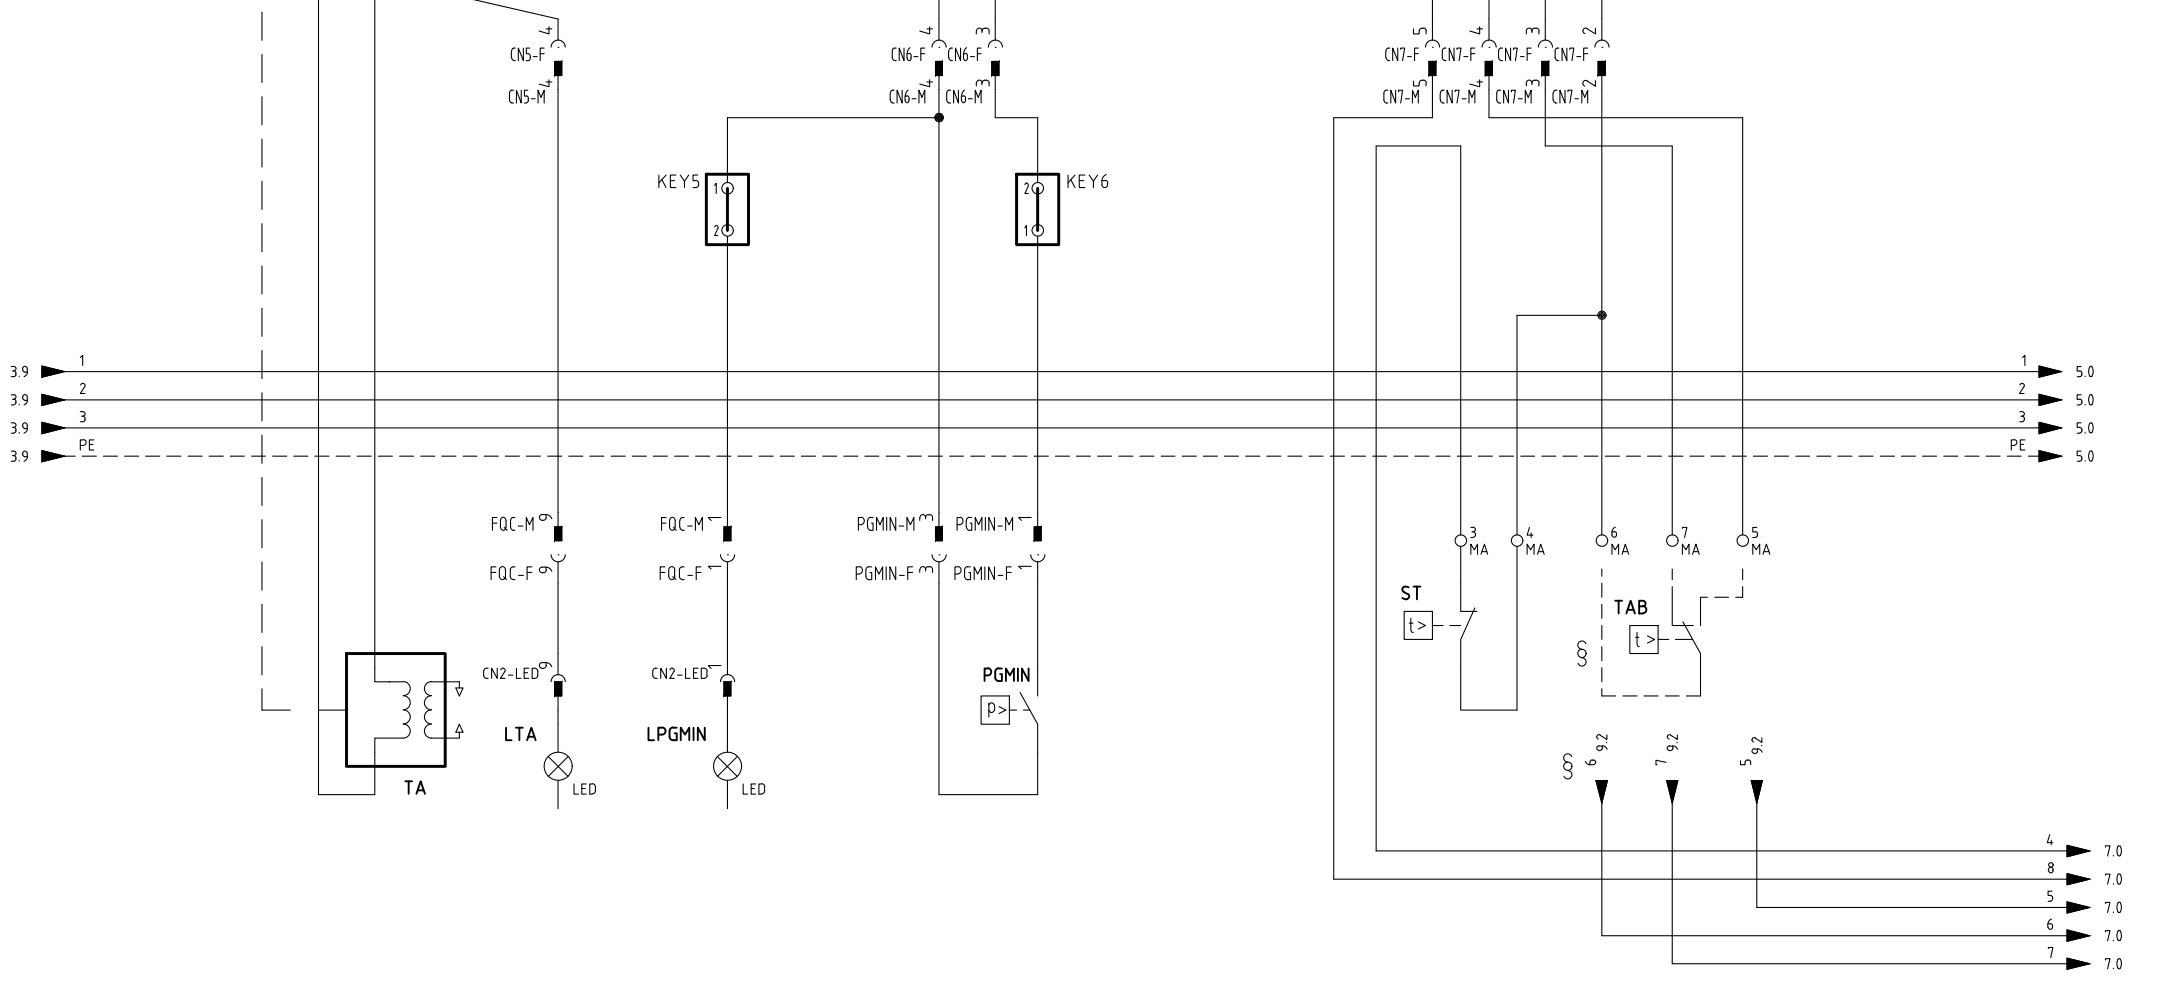 4 4 3 5 4 3 2
CN5-F CN6-F CN6-F CN7-F CN7-F CN7-F CN7-F
4 4 3 5 4 3 2
CN5-M CN6-M CN6-M CN7-M CN7-M CN7-M CN7-M
KEY5 1 2 KEY6
2 1
1 1
3.9 5.0
2 2
3.9 5.0
3 3
3.9 5.0
PE PE
3.9 5.0
FQC-M 9 FQC-M 1 PGMIN-M 3 PGMIN-M 1
3 4 6 7 5
MA MA MA MA MA
FQC-F 9 FQC-F 1 PGMIN-F 3 PGMIN-F 1
ST TAB
t> t>
§
CN2-LED 9 CN2-LED 1 PGMIN
p>
LTA LPGMIN
§ 6 9.2 7 9.2 5 9.2
TA LED LED
4 7.0
8 7.0
5 7.0
6 7.0
7 7.0